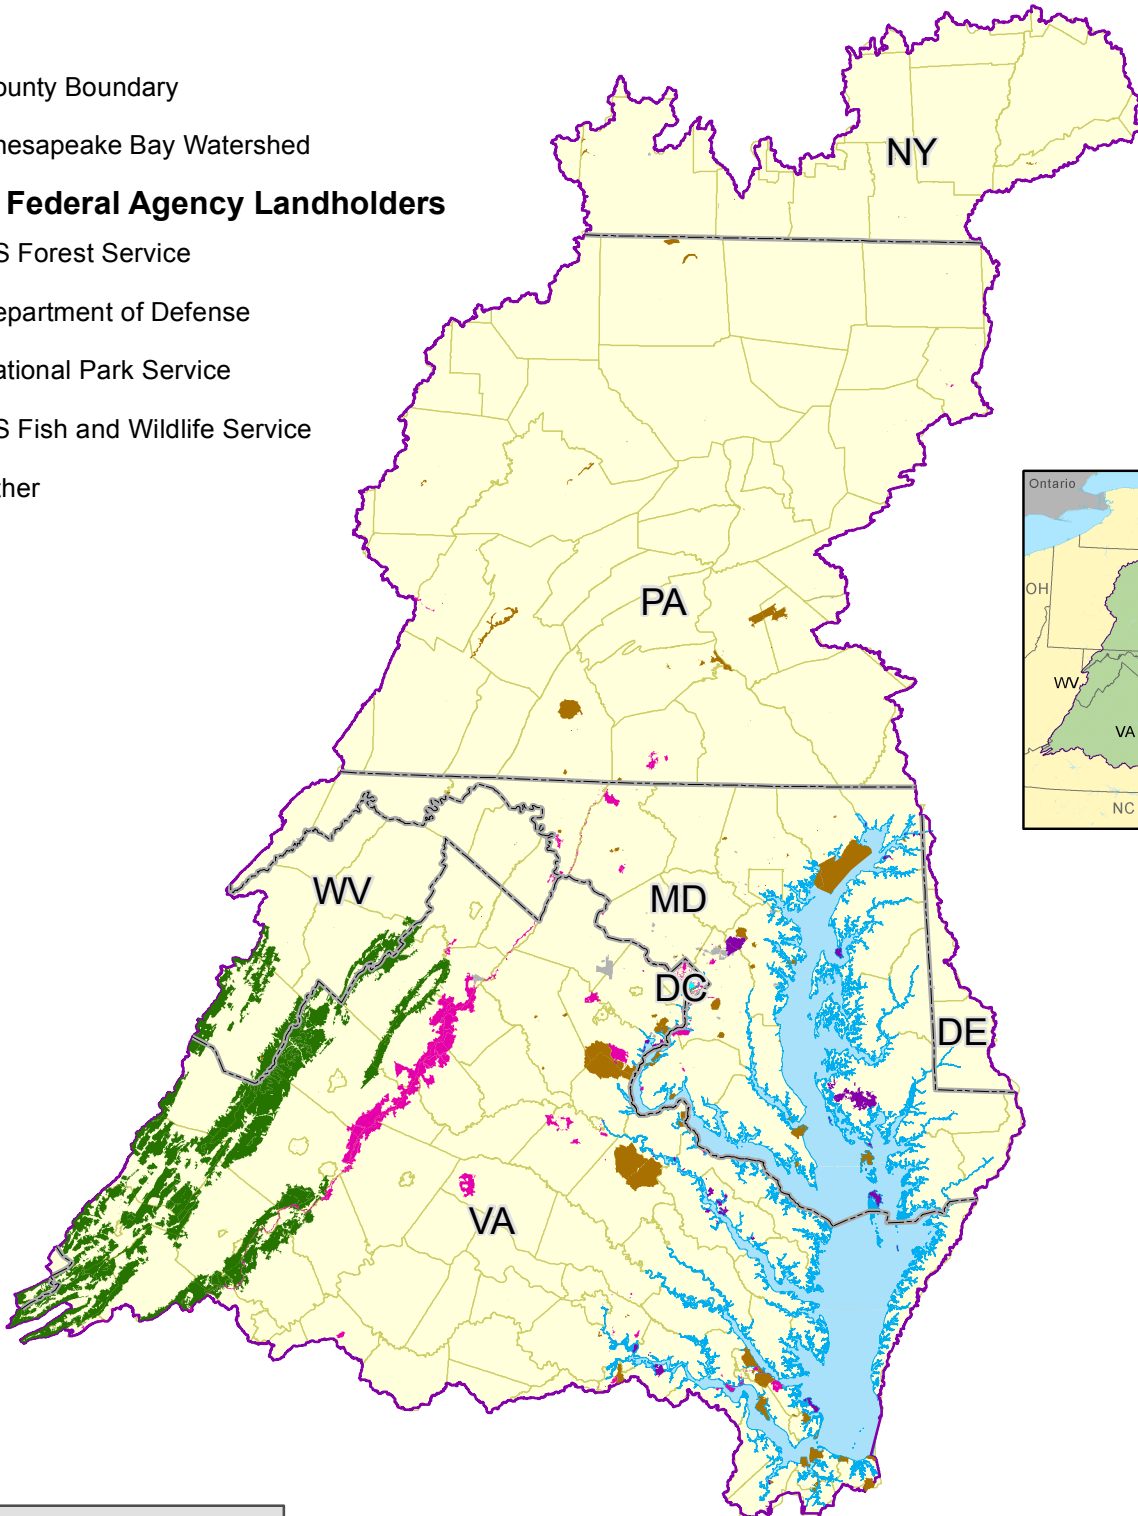 ounty Boundary
hesapeake Bay Watershed
Federal Agency Landholders
S Forest Service
epartment of Defense
ational Park Service
S Fish and Wildlife Service
ther
NY
PA
WV
MD
DC
DE
VA
Ontario
OH
WV
VA
NC